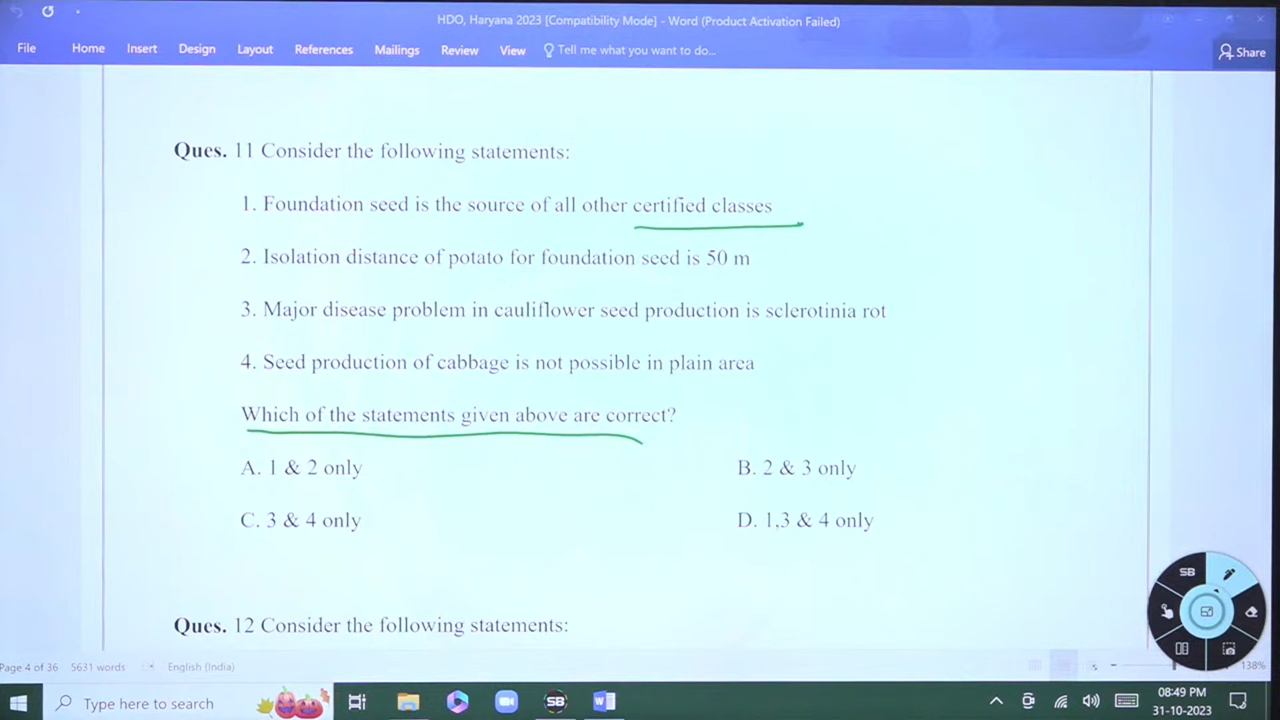 HDO, Haryana 2023 [Compatibility Mode] - Word (Product Activation Failed)
File Home Insert Design Layout References Mailings Review View Tell me what you want to do... Share
Ques. 11 Consider the following statements:
1. Foundation seed is the source of all other certified classes
2. Isolation distance of potato for foundation seed is 50 m
3. Major disease problem in cauliflower seed production is sclerotinia rot
4. Seed production of cabbage is not possible in plain area
Which of the statements given above are correct?
A. 1 & 2 only B. 2 & 3 only
C. 3 & 4 only D. 1,3 & 4 only
SB
Ques. 12 Consider the following statements:
Page 4 of 36 5631 words English (India) 138%
Type here to search SB 08:49 PM
31-10-2023